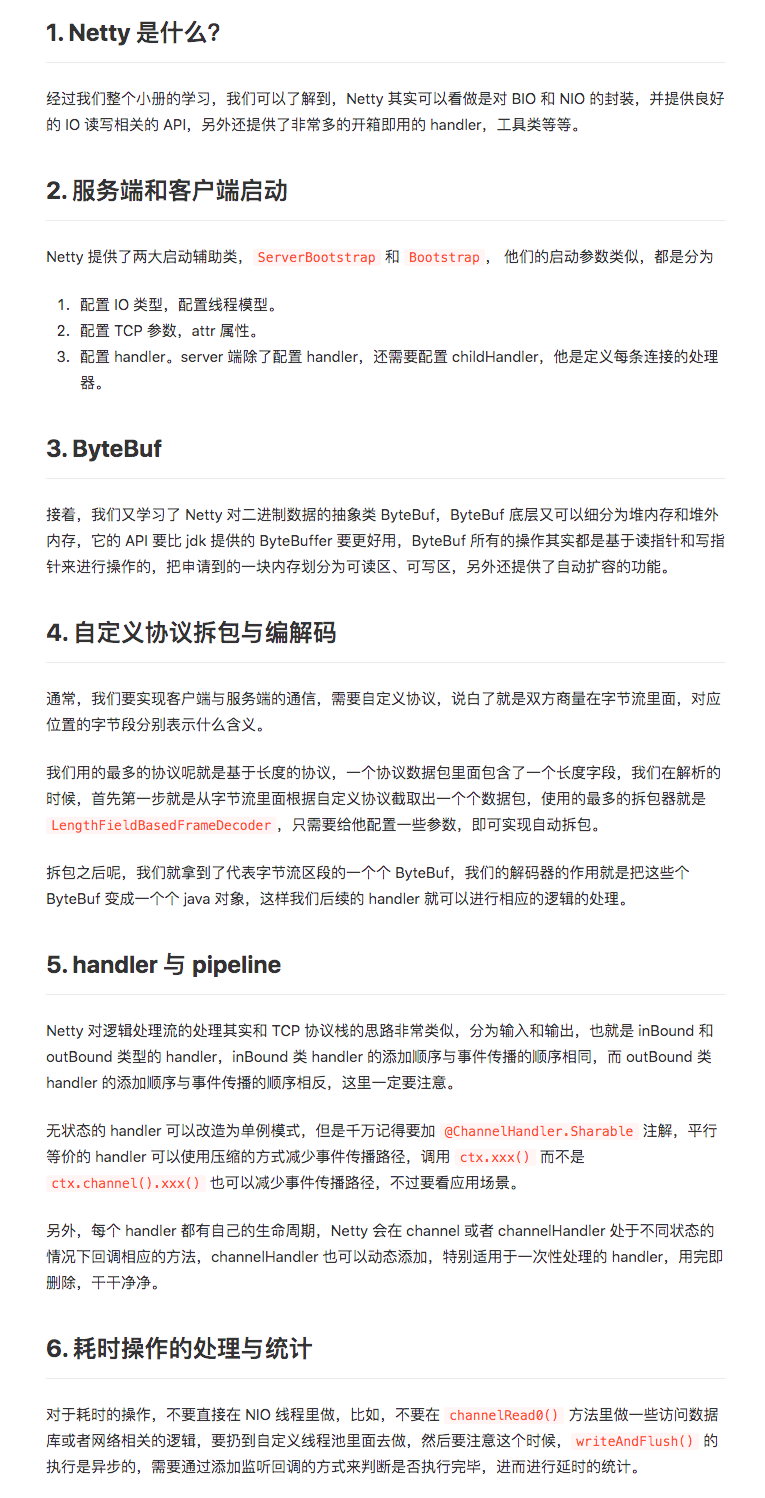 1. Netty 是什么？
经过我们整个小册的学习，我们可以了解到，Netty 其实可以看做是对 BIO 和 NIO 的封装，并提供良好
的 IO 读写相关的 API，另外还提供了非常多的开箱即用的 handler，工具类等等。
2. 服务端和客户端启动
Netty 提供了两大启动辅助类， ServerBootstrap 和 Bootstrap ， 他们的启动参数类似，都是分为
1. 配置 IO 类型，配置线程模型。
2. 配置 TCP 参数，attr 属性。
3. 配置 handler。server 端除了配置 handler，还需要配置 childHandler，他是定义每条连接的处理
器。
3. ByteBuf
接着，我们又学习了 Netty 对二进制数据的抽象类 ByteBuf，ByteBuf 底层又可以细分为堆内存和堆外
内存，它的 API 要比 jdk 提供的 ByteBuffer 要更好用，ByteBuf 所有的操作其实都是基于读指针和写指
针来进行操作的，把申请到的一块内存划分为可读区、可写区，另外还提供了自动扩容的功能。
4. 自定义协议拆包与编解码
通常，我们要实现客户端与服务端的通信，需要自定义协议，说白了就是双方商量在字节流里面，对应
位置的字节段分别表示什么含义。
我们用的最多的协议呢就是基于长度的协议，一个协议数据包里面包含了一个长度字段，我们在解析的
时候，首先第一步就是从字节流里面根据自定义协议截取出一个个数据包，使用的最多的拆包器就是
LengthFieldBasedFrameDecoder ，只需要给他配置一些参数，即可实现自动拆包。
拆包之后呢，我们就拿到了代表字节流区段的一个个 ByteBuf，我们的解码器的作用就是把这些个
ByteBuf 变成一个个 java 对象，这样我们后续的 handler 就可以进行相应的逻辑的处理。
5. handler 与 pipeline
Netty 对逻辑处理流的处理其实和 TCP 协议栈的思路非常类似，分为输入和输出，也就是 inBound 和
outBound 类型的 handler，inBound 类 handler 的添加顺序与事件传播的顺序相同，而 outBound 类
handler 的添加顺序与事件传播的顺序相反，这里一定要注意。
无状态的 handler 可以改造为单例模式，但是千万记得要加 @ChannelHandler.Sharable 注解，平行
等价的 handler 可以使用压缩的方式减少事件传播路径，调用 ctx.xxx() 而不是
ctx.channel().xxx() 也可以减少事件传播路径，不过要看应用场景。
另外，每个 handler 都有自己的生命周期，Netty 会在 channel 或者 channelHandler 处于不同状态的
情况下回调相应的方法，channelHandler 也可以动态添加，特别适用于一次性处理的 handler，用完即
删除，干干净净。
6. 耗时操作的处理与统计
对于耗时的操作，不要直接在 NIO 线程里做，比如，不要在 channelRead0() 方法里做一些访问数据
库或者网络相关的逻辑，要扔到自定义线程池里面去做，然后要注意这个时候， writeAndFlush() 的
执行是异步的，需要通过添加监听回调的方式来判断是否执行完毕，进而进行延时的统计。